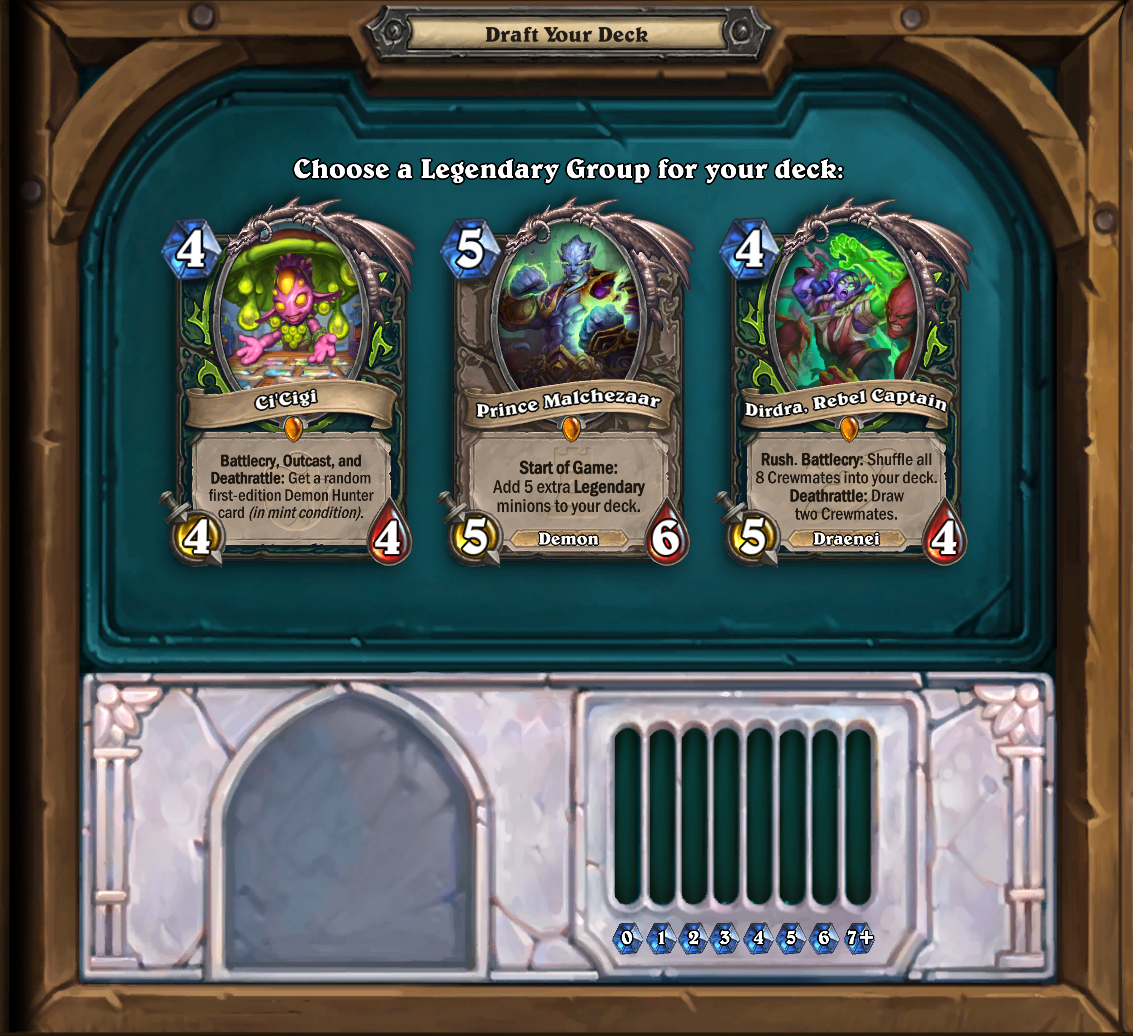 Draft Your Deck
Choose a Legendary Group for your deck:
4
Ci'Cigi
Battlecry, Outcast, and
Deathrattle: Get a random
first-edition Demon Hunter
card (in mint condition).
4
4
5
Prince Malchezaar
Start of Game:
Add 5 extra Legendary
minions to your deck.
5
Demon
6
4
Dirdra, Rebel Captain
Rush. Battlecry: Shuffle all
8 Crewmates into your deck.
Deathrattle: Draw
two Crewmates.
5
Draenei
4
0 1 2 3 4 5 6 7+